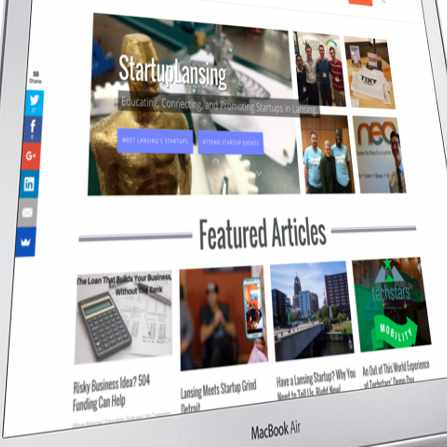 StartupLansing
Educating, Connecting, and Promoting Startups in Lansing
MEET LANSING'S STARTUPS
ATTEND STARTUP EVENTS
Shares
neo
Featured Articles
The Loan That Builds Your Business,
Without the Bank
techstars
MOBILITY
Risky Business Idea? 504
Funding Can Help
Lansing Meets Startup Grind
Detroit
Have a Lansing Startup? Why You
Need to Tell Us, Right Now!
An Out of This World Experience
at Techstars' Demo Day
MacBook Air